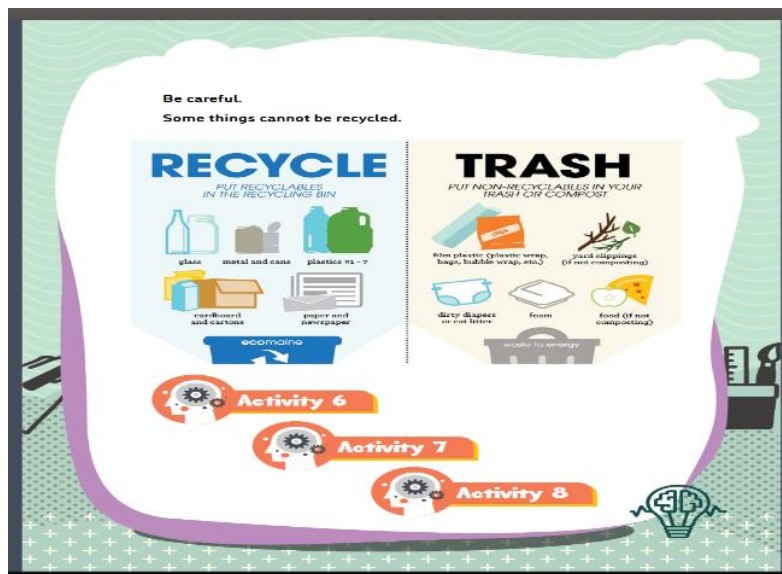 Be careful.
Some things cannot be recycled.
RECYCLE
PUT RECYCLABLES
IN THE RECYCLING BIN
glass
metal and cans
plastics #1 - 7
cardboard
and cartons
paper and
newspaper
ecomaine
TRASH
PUT NON-RECYCLABLES IN YOUR
TRASH OR COMPOST
chips
film plastic (plastic wrap,
bags, bubble wrap, etc.)
yard clippings
(if not composting)
dirty diapers
or cat litter
foam
food (if not
composting)
waste to energy
Activity 6
Activity 7
Activity 8